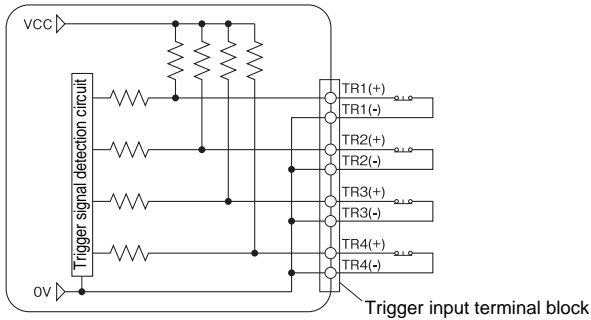 VCC
Trigger signal detection circuit
TR1(+)
TR1(-)
TR2(+)
TR2(-)
TR3(+)
TR3(-)
TR4(+)
TR4(-)
0V
Trigger input terminal block